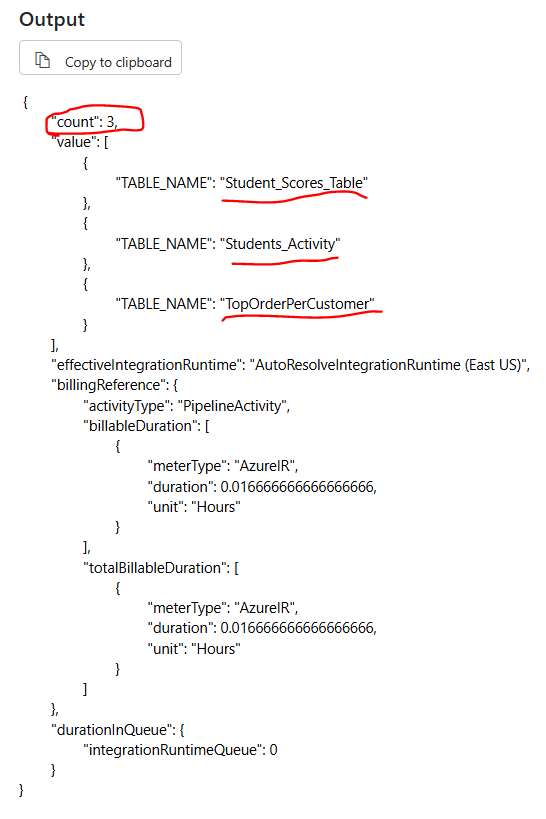 Output
Copy to clipboard
{
"count": 3,
"value": [
{
"TABLE_NAME": "Student_Scores_Table"
},
{
"TABLE_NAME": "Students_Activity"
},
{
"TABLE_NAME": "TopOrderPerCustomer"
}
],
"effectiveIntegrationRuntime": "AutoResolveIntegrationRuntime (East US)",
"billingReference": {
"activityType": "PipelineActivity",
"billableDuration": [
{
"meterType": "AzureIR",
"duration": 0.016666666666666666,
"unit": "Hours"
}
],
"totalBillableDuration": [
{
"meterType": "AzureIR",
"duration": 0.016666666666666666,
"unit": "Hours"
}
]
},
"durationInQueue": {
"integrationRuntimeQueue": 0
}
}